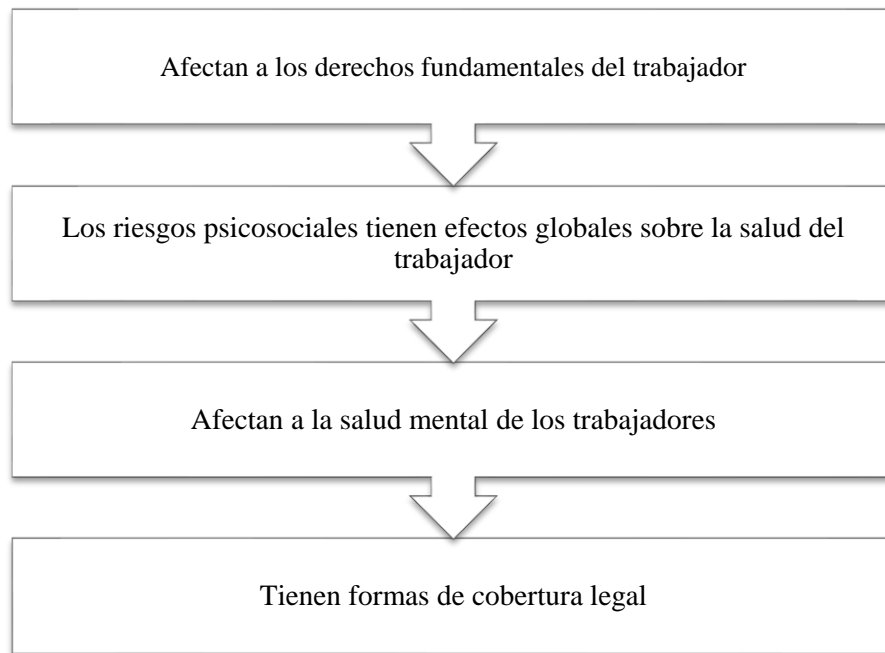 Afectan a los derechos fundamentales del trabajador
Los riesgos psicosociales tienen efectos globales sobre la salud del
trabajador
Afectan a la salud mental de los trabajadores
Tienen formas de cobertura legal